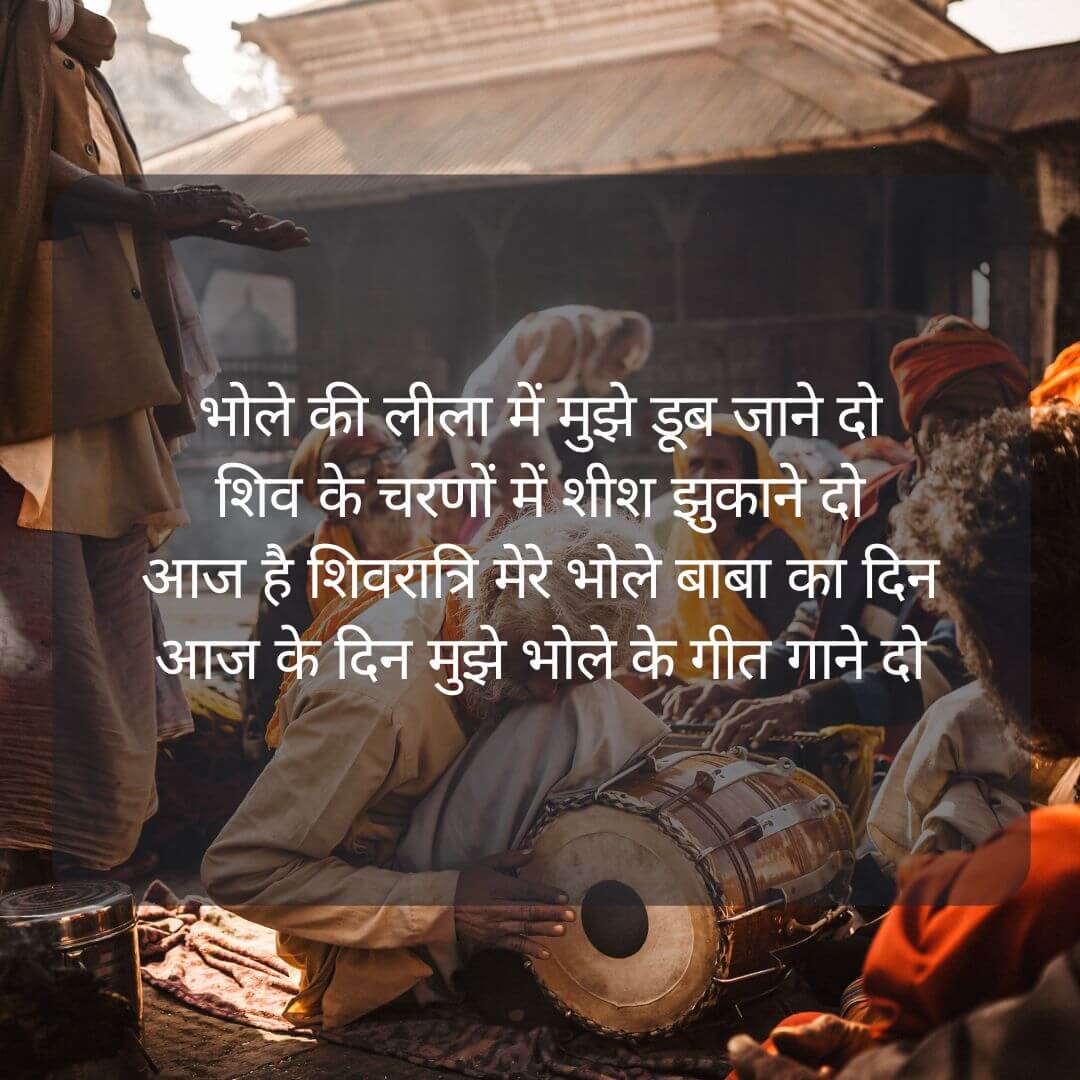 भोले की लीला में मुझे डूब जाने दो
शिव के चरणों में शीश झुकाने दो
आज है शिवरात्रि मेरे भोले बाबा का दिन
आज के दिन मुझे भोले के गीत गाने दो